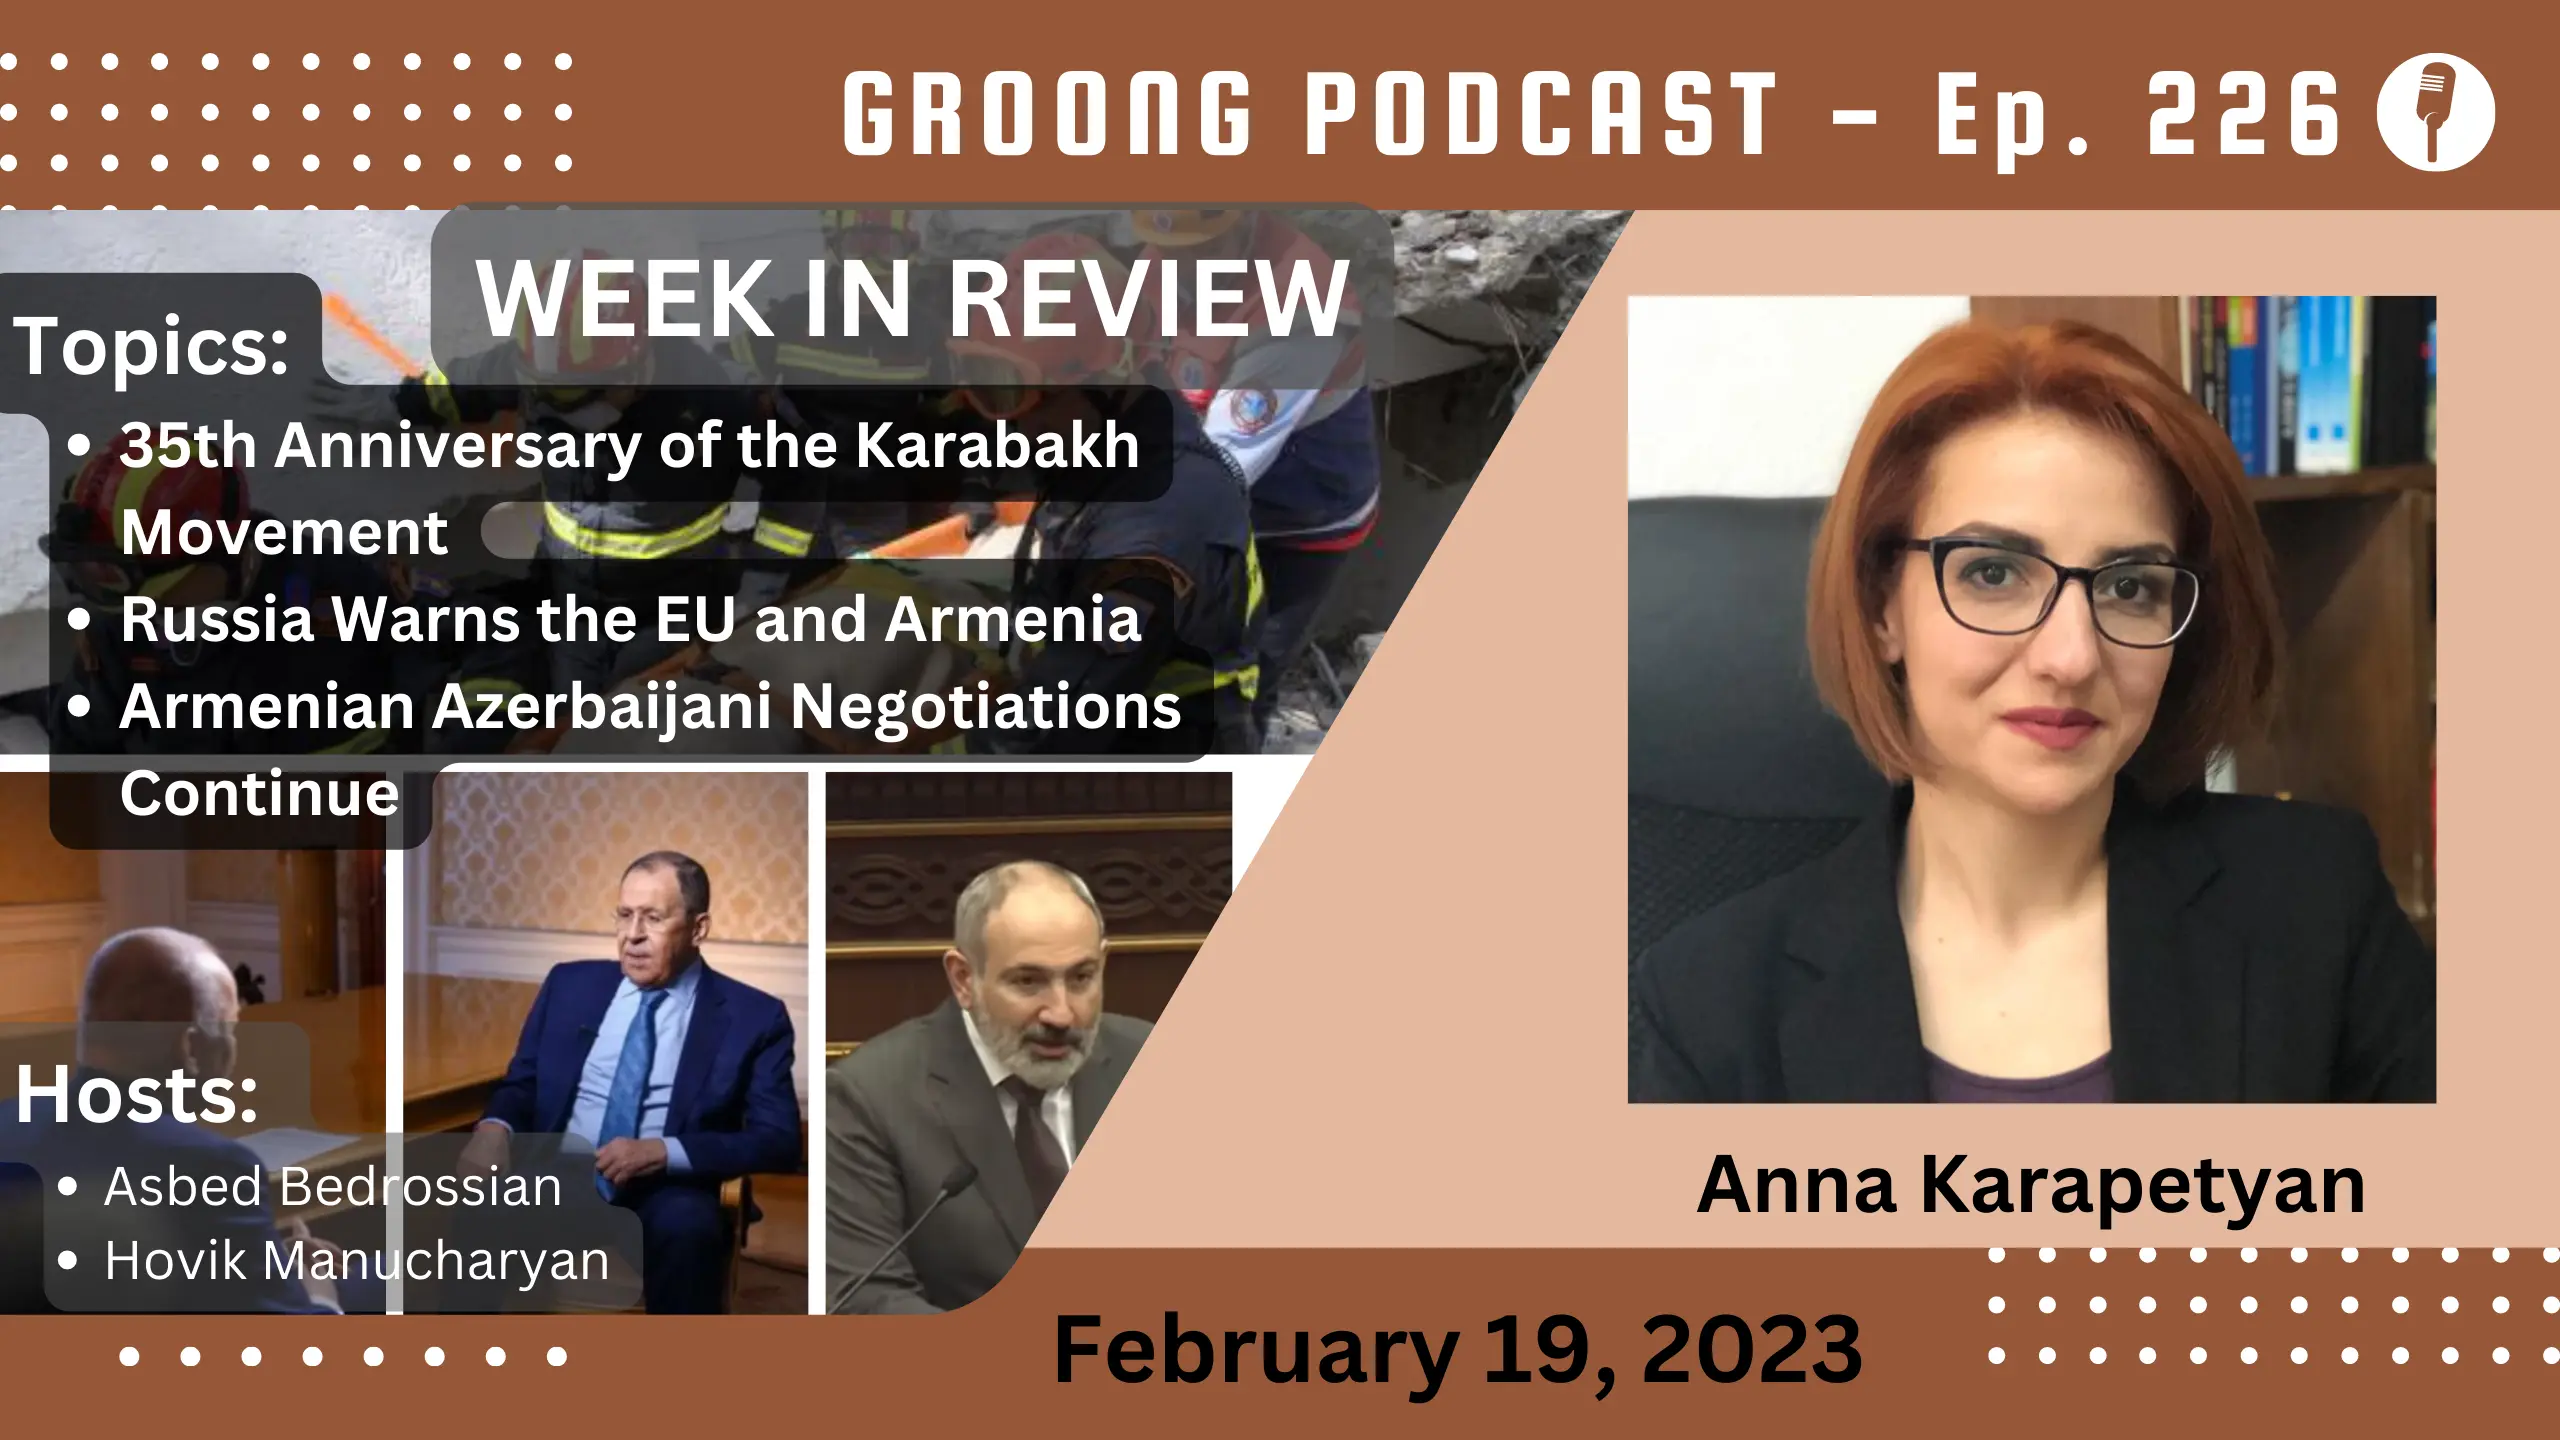 GROONG PODCAST - Ep. 226
WEEK IN REVIEW
Topics:
• 35th Anniversary of the Karabakh
Movement
• Russia Warns the EU and Armenia
• Armenian Azerbaijani Negotiations
Continue
Hosts:
• Asbed Bedrossian
• Hovik Manucharyan
Anna Karapetyan
February 19, 2023